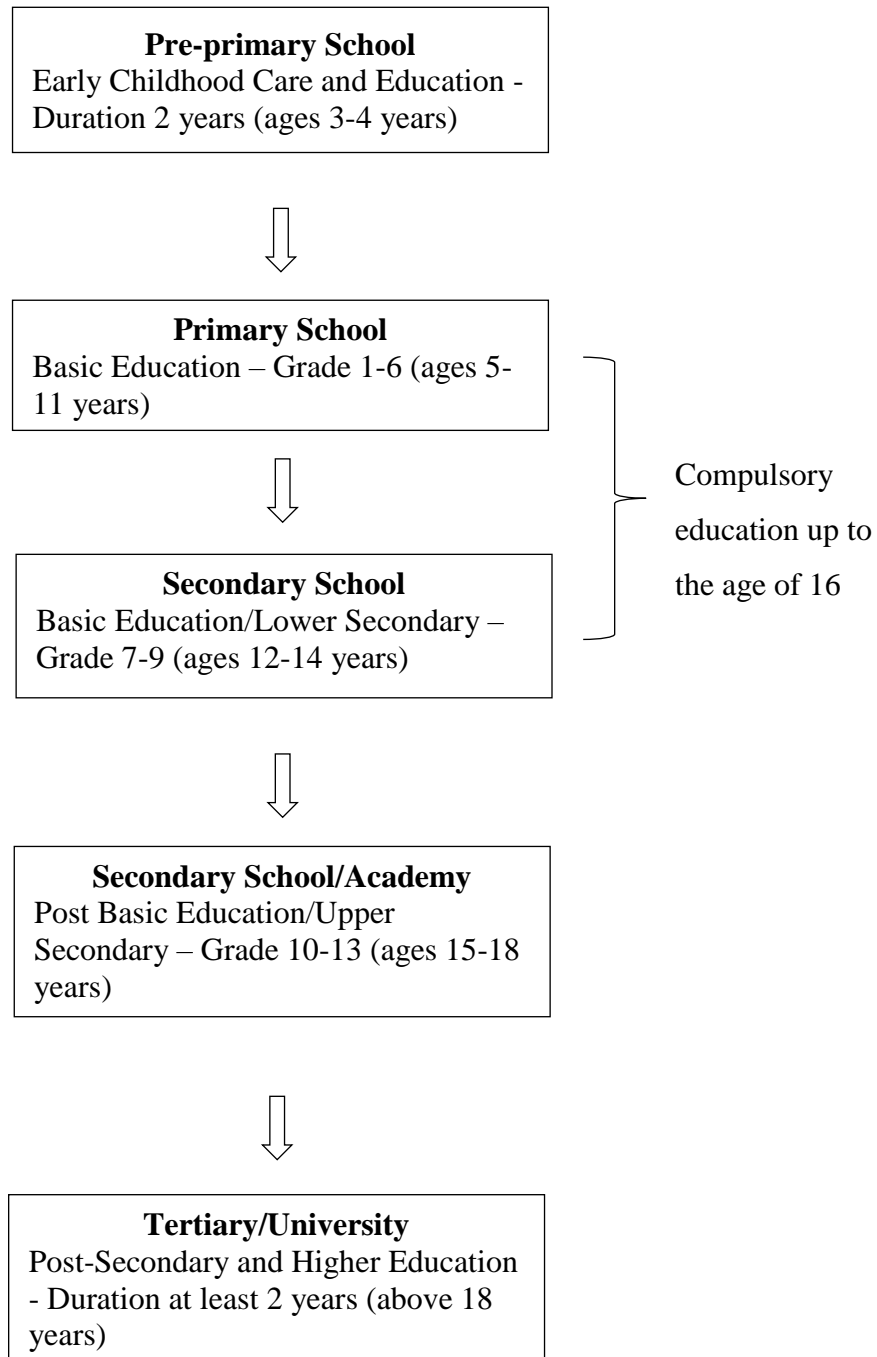 Pre-primary School
Early Childhood Care and Education -
Duration 2 years (ages 3-4 years)
Primary School
Basic Education – Grade 1-6 (ages 5-
11 years)
Compulsory
education up to
the age of 16
Secondary School
Basic Education/Lower Secondary –
Grade 7-9 (ages 12-14 years)
Secondary School/Academy
Post Basic Education/Upper
Secondary – Grade 10-13 (ages 15-18
years)
Tertiary/University
Post-Secondary and Higher Education
- Duration at least 2 years (above 18
years)